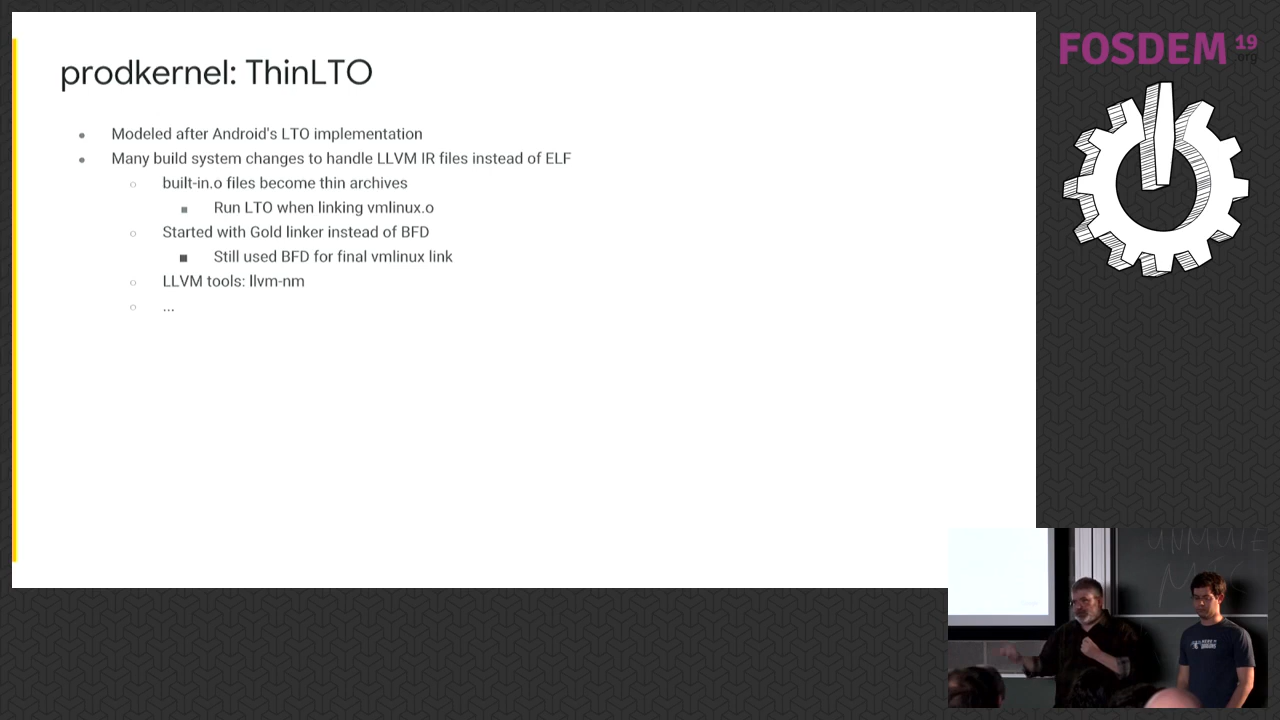 prodkernel: ThinLTO
Modeled after Android's LTO implementation
Many build system changes to handle LLVM IR files instead of ELF
built-in.o files become thin archives
Run LTO when linking vmlinux.o
Started with Gold linker instead of BFD
Still used BFD for final vmlinux link
LLVM tools: llvm-nm
...
FOSDEM 19
.org
UNMUTE